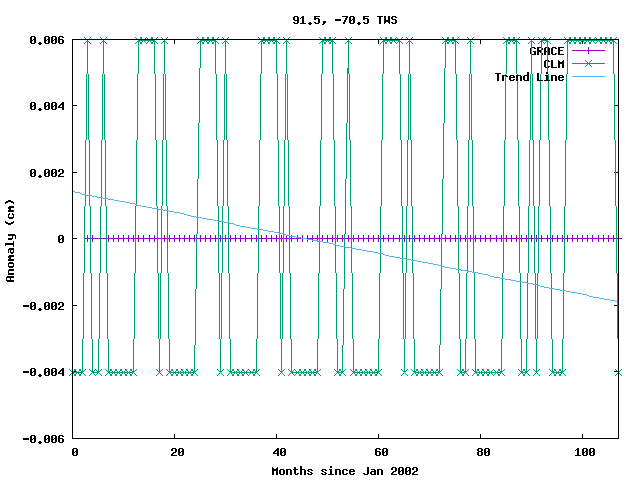 91.5, -70.5 TWS
0.006
0.004
0.002
0
-0.002
-0.004
-0.006
0 20 40 60 80 100
Anomaly (cm)
Months since Jan 2002
GRACE
CLM
Trend Line